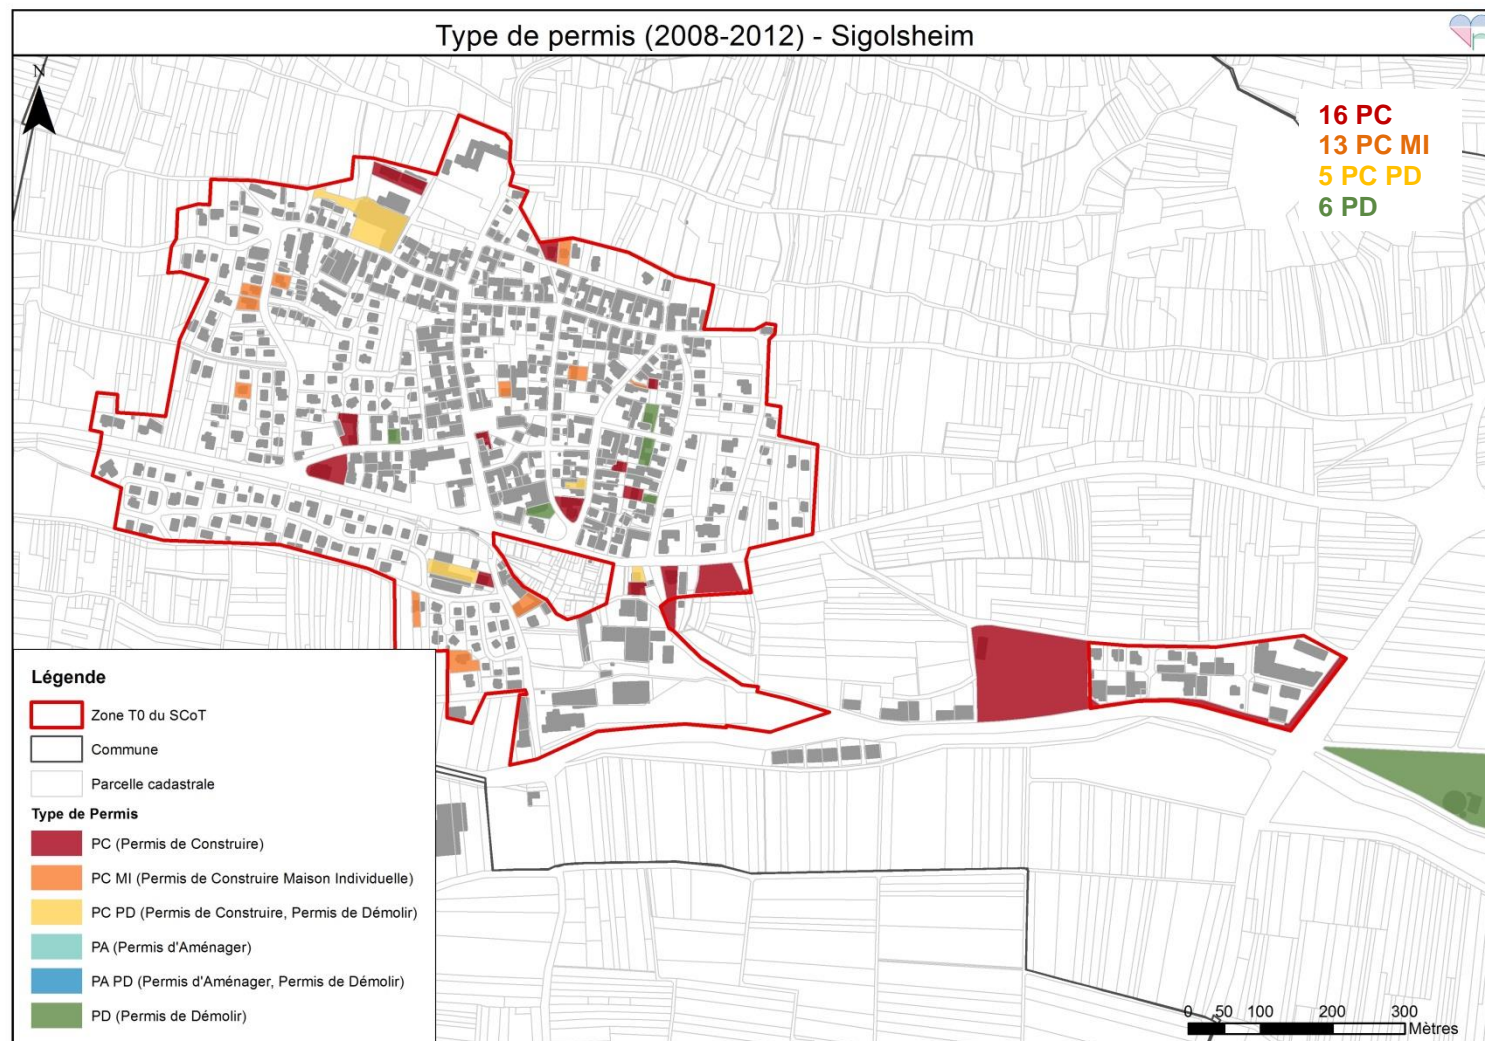 Type de permis (2008-2012) - Sigolsheim
N
16 PC
13 PC MI
5 PC PD
6 PD
Légende
Zone T0 du SCoT
Commune
Parcelle cadastrale
Type de Permis
PC (Permis de Construire)
PC MI (Permis de Construire Maison Individuelle)
PC PD (Permis de Construire, Permis de Démolir)
PA (Permis d'Aménager)
PA PD (Permis d'Aménager, Permis de Démolir)
PD (Permis de Démolir)
0 50 100 200 300
Mètres